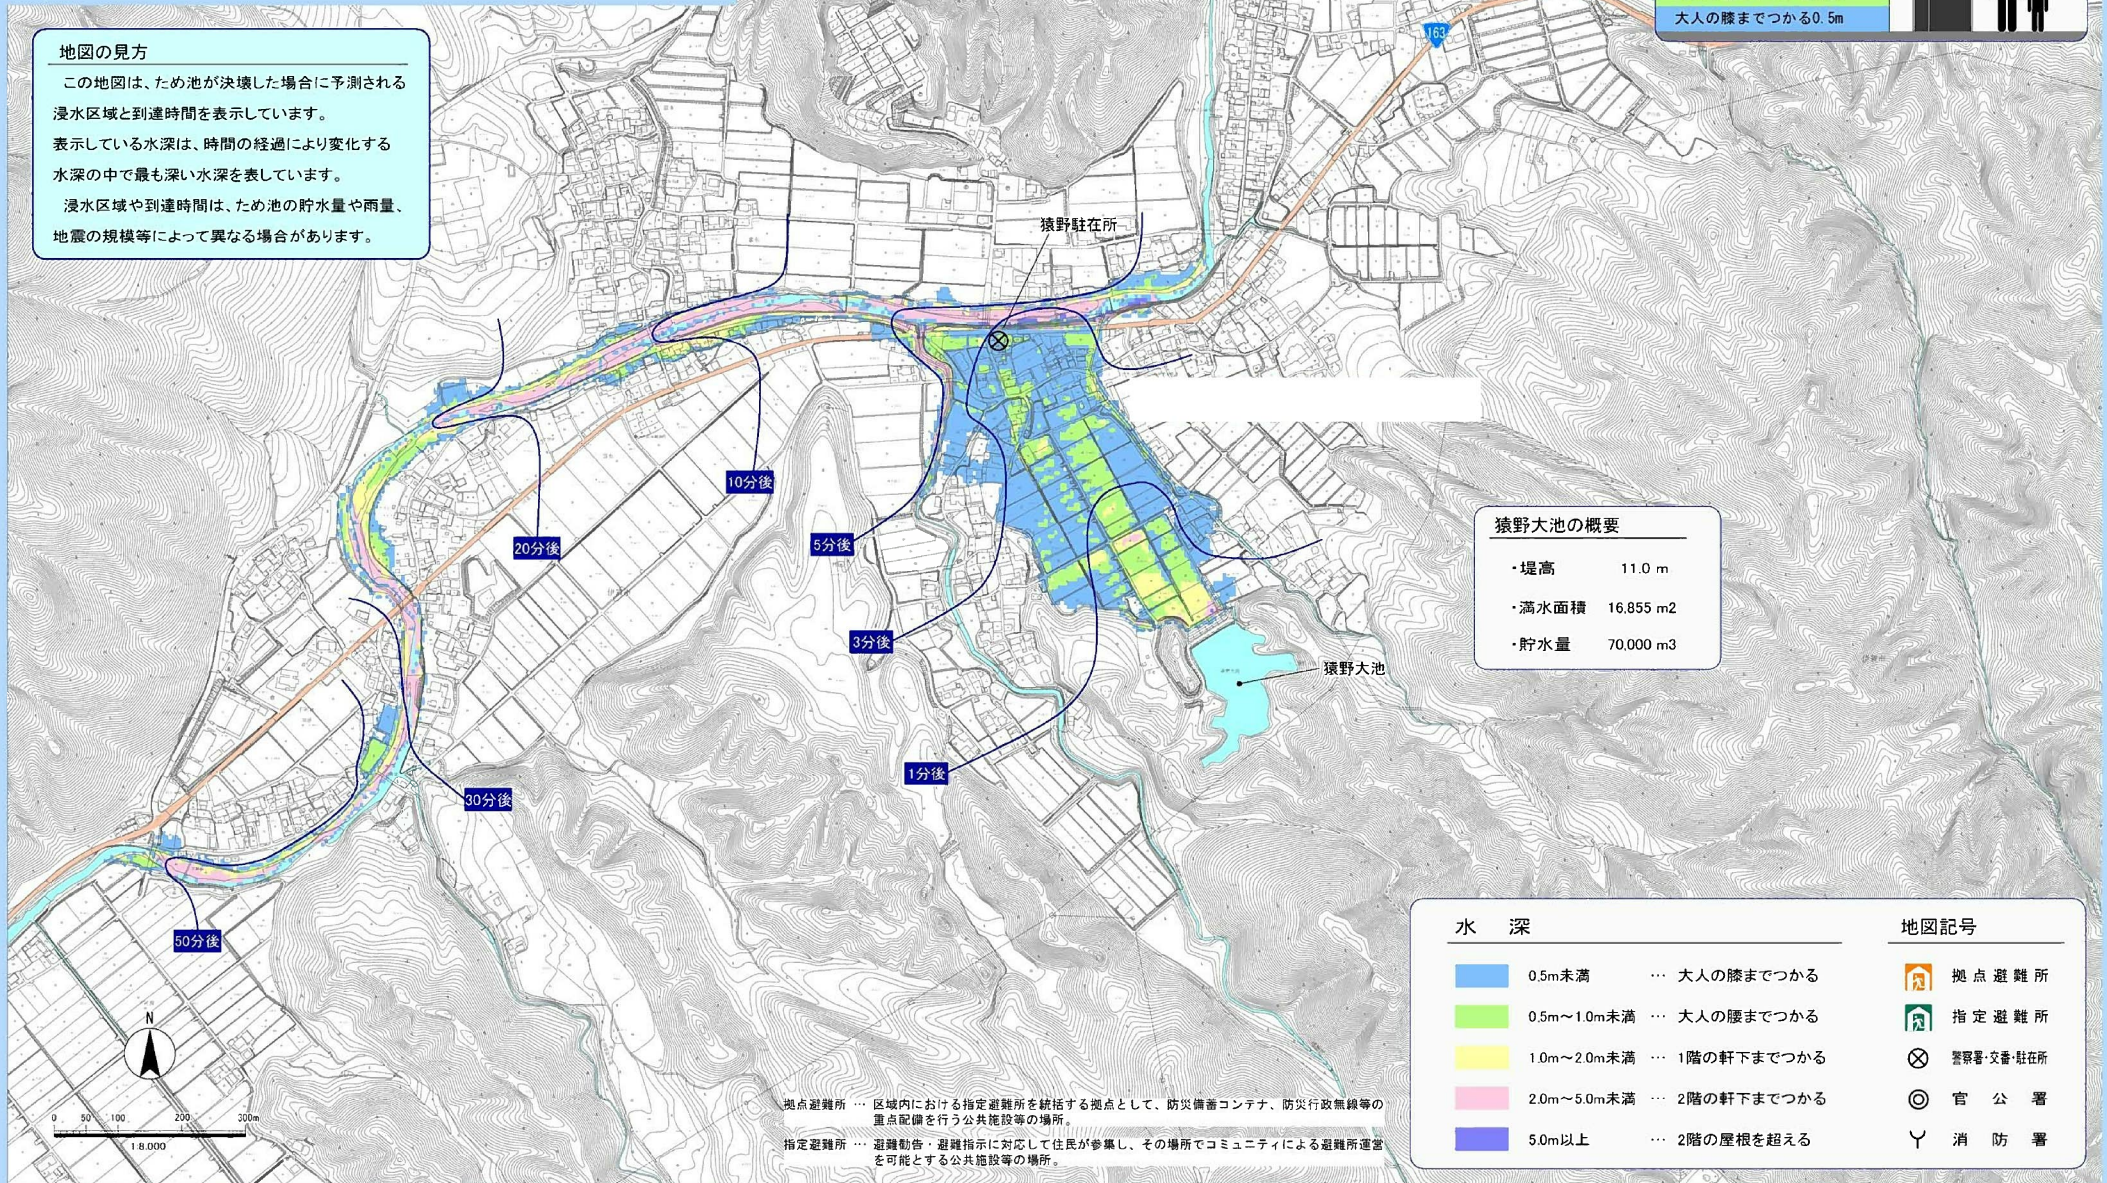 大人の膝までつかる0.5m
163
地図の見方
この地図は、ため池が決壊した場合に予測される
浸水区域と到達時間を表示しています。
表示している水深は、時間の経過により変化する
水深の中で最も深い水深を表しています。
浸水区域や到達時間は、ため池の貯水量や雨量、
地震の規模等によって異なる場合があります。
猿野駐在所
10分後
20分後
5分後
3分後
1分後
30分後
50分後
猿野大池
猿野大池の概要
・堤高 11.0 m
・満水面積 16,855 m2
・貯水量 70,000 m3
水 深
0.5m未満 … 大人の膝までつかる
0.5m～1.0m未満 … 大人の腰までつかる
1.0m～2.0m未満 … 1階の軒下までつかる
2.0m～5.0m未満 … 2階の軒下までつかる
5.0m以上 … 2階の屋根を超える
地図記号
拠点避難所
指定避難所
警察署・交番・駐在所
官公署
消防署
N
0 50 100 200 300m
1:8,000
拠点避難所 … 区域内における指定避難所を統括する拠点として、防災備蓄コンテナ、防災行政無線等の
重点配備を行う公共施設等の場所。
指定避難所 … 避難勧告・避難指示に対応して住民が参集し、その場所でコミュニティによる避難所運営
を可能とする公共施設等の場所。